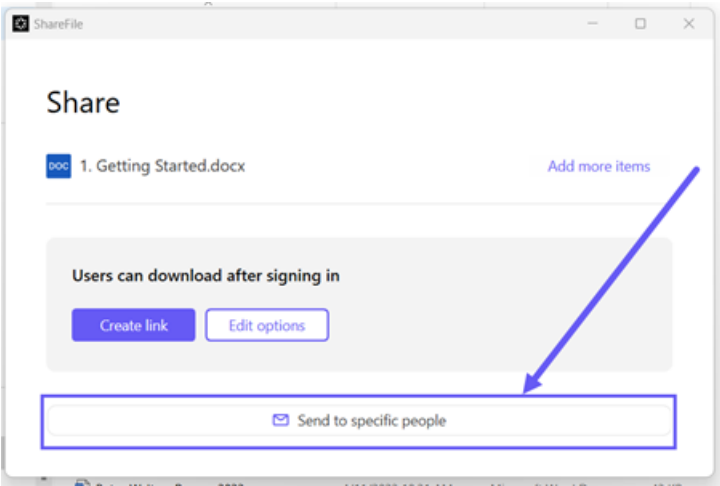 ShareFile
Share
DOC 1. Getting Started.docx Add more items
Users can download after signing in
Create link Edit options
Send to specific people